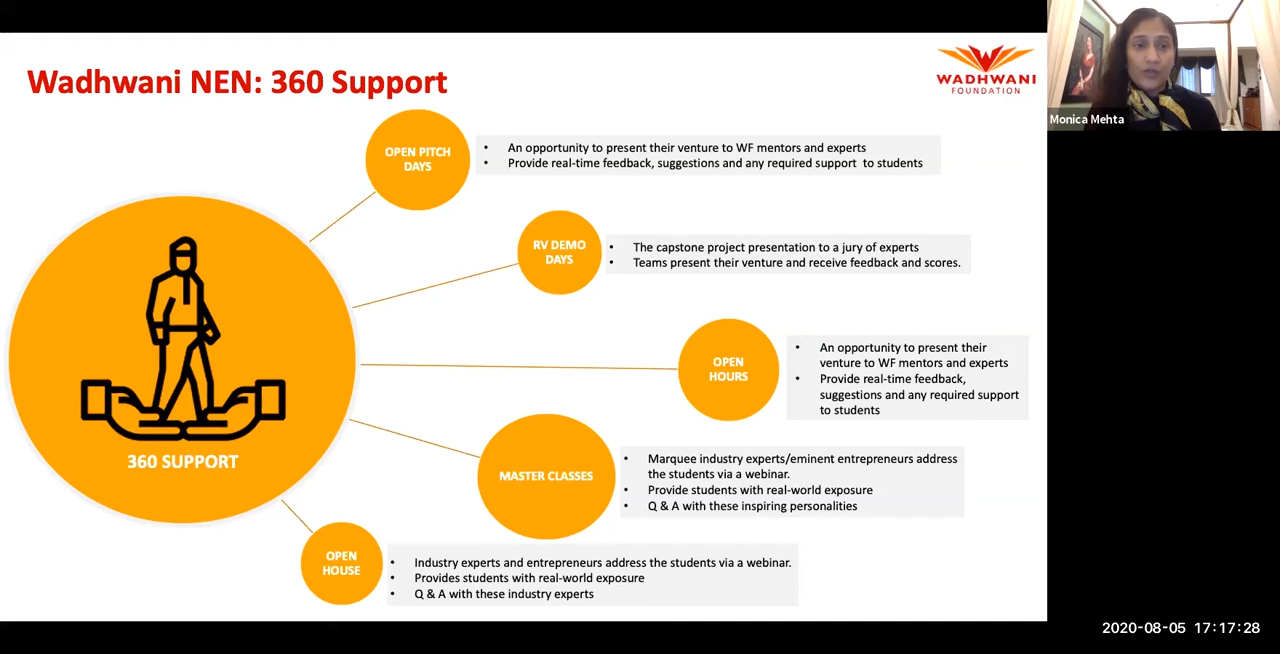 Wadhwani NEN: 360 Support
WADHWANI
FOUNDATION
Monica Mehta
OPEN PITCH
DAYS
• An opportunity to present their venture to WF mentors and experts
• Provide real-time feedback, suggestions and any required support to students
RV DEMO
DAYS
• The capstone project presentation to a jury of experts
• Teams present their venture and receive feedback and scores.
OPEN
HOURS
• An opportunity to present their
venture to WF mentors and experts
• Provide real-time feedback,
suggestions and any required support
to students
360 SUPPORT
MASTER CLASSES
• Marquee industry experts/eminent entrepreneurs address
the students via a webinar.
• Provide students with real-world exposure
• Q & A with these inspiring personalities
OPEN
HOUSE
• Industry experts and entrepreneurs address the students via a webinar.
• Provides students with real-world exposure
• Q & A with these industry experts
2020-08-05 17:17:28